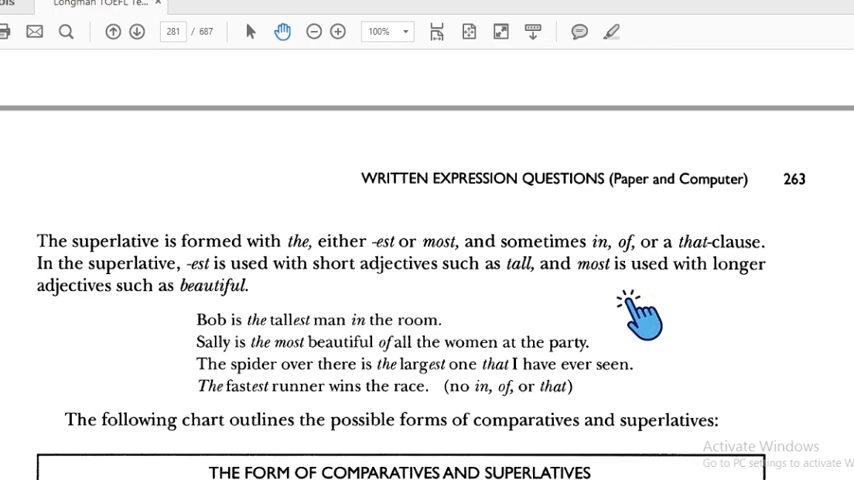 Longman TOEFL Te... ×
281 / 687
100%
WRITTEN EXPRESSION QUESTIONS (Paper and Computer) 263
The superlative is formed with the, either -est or most, and sometimes in, of, or a that-clause.
In the superlative, -est is used with short adjectives such as tall, and most is used with longer
adjectives such as beautiful.
Bob is the tallest man in the room.
Sally is the most beautiful of all the women at the party.
The spider over there is the largest one that I have ever seen.
The fastest runner wins the race. (no in, of, or that)
The following chart outlines the possible forms of comparatives and superlatives:
Activate Windows
Go to PC settings to activate W
THE FORM OF COMPARATIVES AND SUPERLATIVES